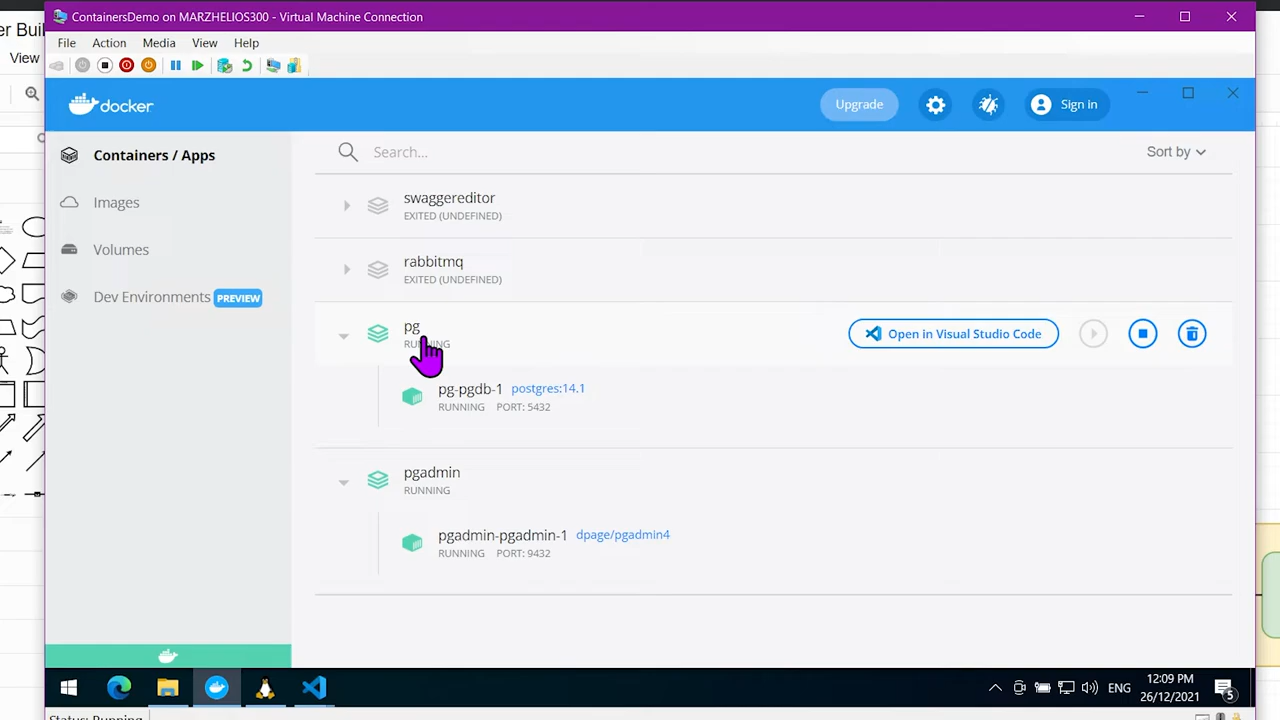 ContainersDemo on MARZHELIOS300 - Virtual Machine Connection
File Action Media View Help
View
docker
Upgrade
Sign in
Containers / Apps
Images
Volumes
Dev Environments PREVIEW
Search...
Sort by
swaggereditor
EXITED (UNDEFINED)
rabbitmq
EXITED (UNDEFINED)
pg
RUNNING
Open in Visual Studio Code
pg-pgdb-1 postgres:14.1
RUNNING PORT: 5432
pgadmin
RUNNING
pgadmin-pgadmin-1 dpage/pgadmin4
RUNNING PORT: 9432
ENG
12:09 PM
26/12/2021
5
Status: Running